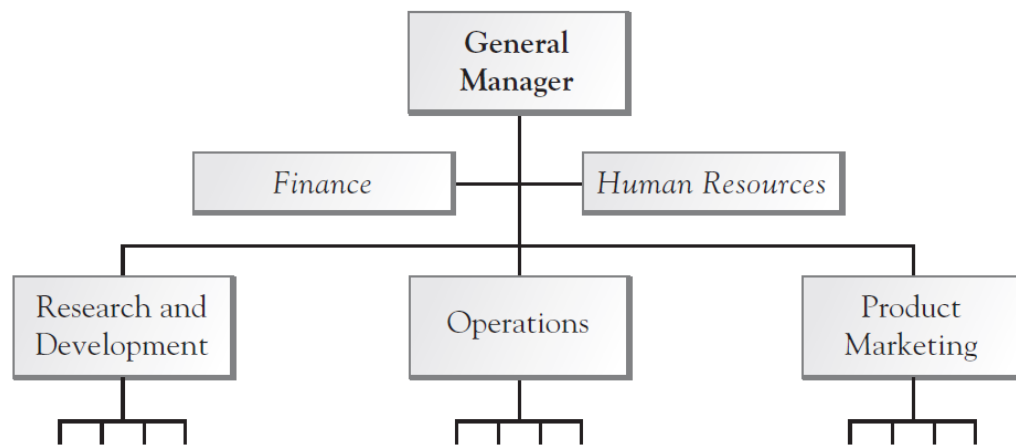 General
Manager
Finance
Human Resources
Research and
Development
Operations
Product
Marketing